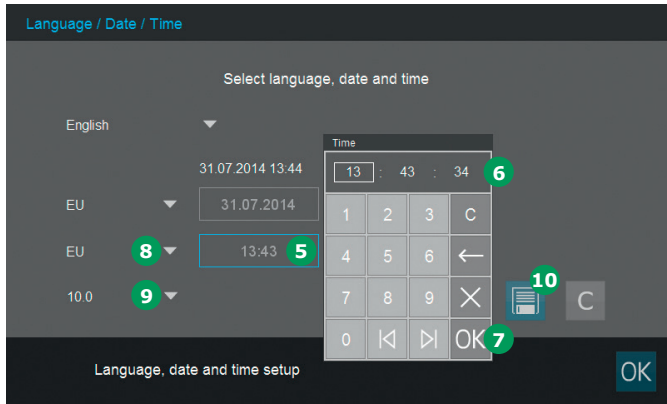 Language / Date / Time
Select language, date and time
English
31.07.2014 13:44
EU
31.07.2014
EU
8
13:43
5
10.0
9
Time
13 : 43 : 34
6
1 2 3 C
4 5 6
7 8 9
0 OK
7
10
C
Language, date and time setup
OK